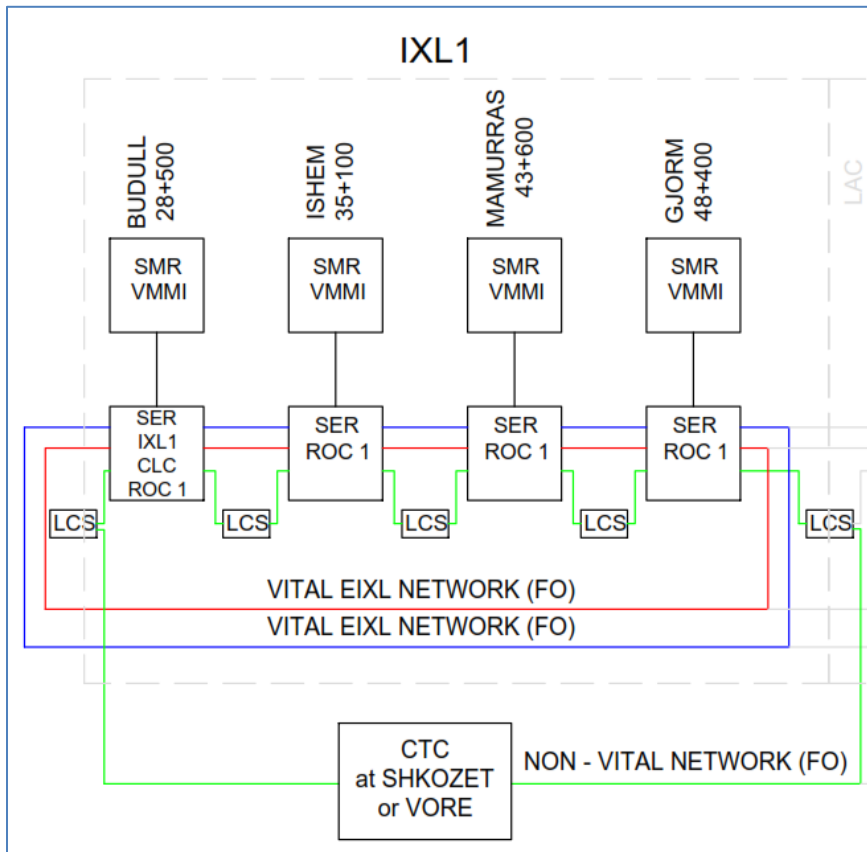 IXL1
BUDULL
28+500
ISHEM
35+100
MAMURRAS
43+600
GJORM
48+400
LAC
SMR
VMMI
SMR
VMMI
SMR
VMMI
SMR
VMMI
SER
IXL1
CLC
ROC 1
SER
ROC 1
SER
ROC 1
SER
ROC 1
LCS
LCS
LCS
LCS
LCS
VITAL EIXL NETWORK (FO)
VITAL EIXL NETWORK (FO)
CTC
at SHKOZET
or VORE
NON - VITAL NETWORK (FO)